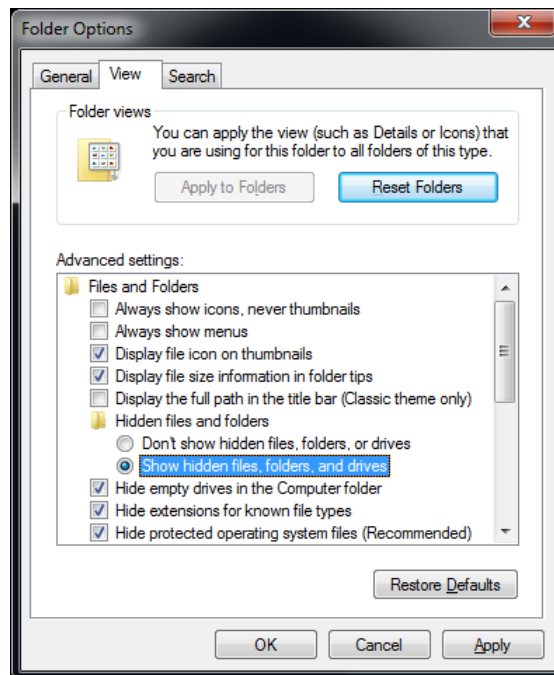 Folder Options
General
View
Search
Folder views
You can apply the view (such as Details or Icons) that
you are using for this folder to all folders of this type.
Apply to Folders
Reset Folders
Advanced settings:
Files and Folders
Always show icons, never thumbnails
Always show menus
Display file icon on thumbnails
Display file size information in folder tips
Display the full path in the title bar (Classic theme only)
Hidden files and folders
Don't show hidden files, folders, or drives
Show hidden files, folders, and drives
Hide empty drives in the Computer folder
Hide extensions for known file types
Hide protected operating system files (Recommended)
Restore Defaults
OK
Cancel
Apply